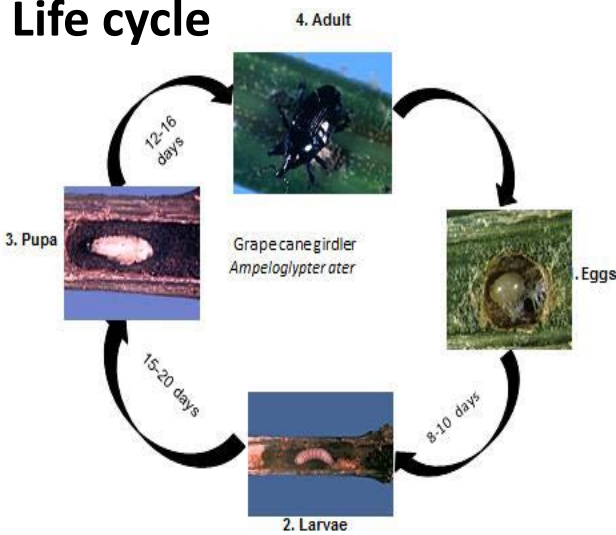 Life cycle
4. Adult
12-16
days
3. Pupa
Grape cane girdler
Ampeloglypter ater
. Eggs
15-20 days
8-10 days
2. Larvae